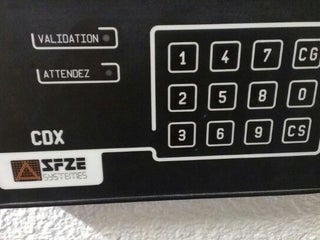 VALIDATION
ATTENDEZ
1 4 7 CG
2 5 8 0
3 6 9 CS
CDX
SFZE
SYSTEMES